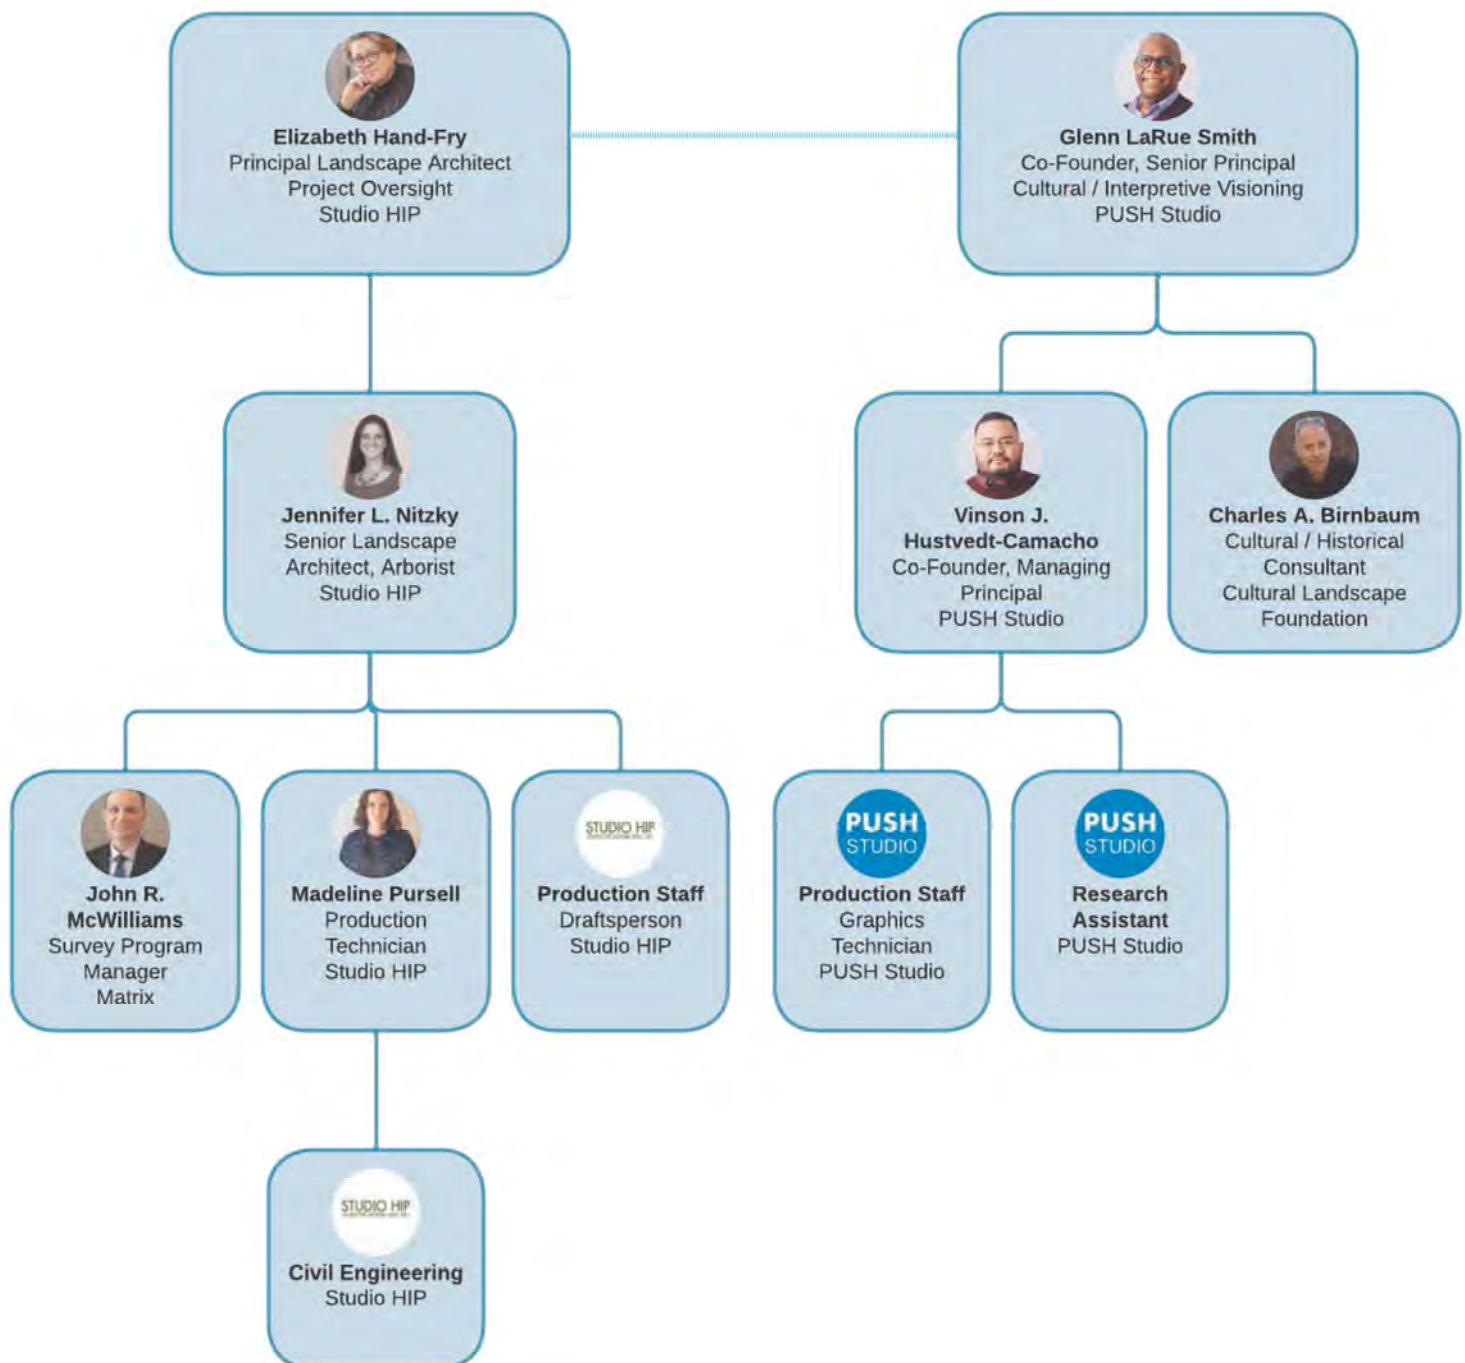 Elizabeth Hand-Fry
Principal Landscape Architect
Project Oversight
Studio HIP
Glenn LaRue Smith
Co-Founder, Senior Principal
Cultural / Interpretive Visioning
PUSH Studio
Jennifer L. Nitzky
Senior Landscape
Architect, Arborist
Studio HIP
Vinson J.
Hustvedt-Camacho
Co-Founder, Managing
Principal
PUSH Studio
Charles A. Birnbaum
Cultural / Historical
Consultant
Cultural Landscape
Foundation
John R.
McWilliams
Survey Program
Manager
Matrix
Madeline Pursell
Production
Technician
Studio HIP
STUDIO HIP
Production Staff
Draftsperson
Studio HIP
PUSH
STUDIO
Production Staff
Graphics
Technician
PUSH Studio
PUSH
STUDIO
Research
Assistant
PUSH Studio
STUDIO HIP
Civil Engineering
Studio HIP